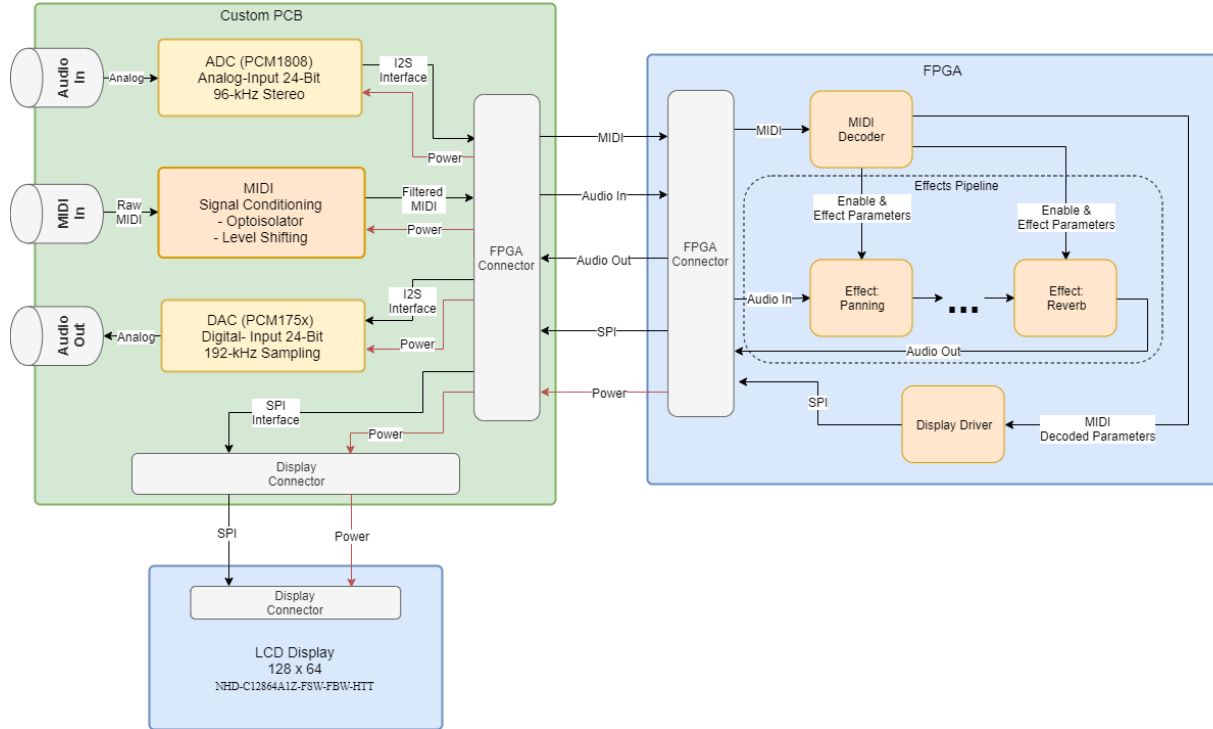 Custom PCB
Audio
In
Analog
ADC (PCM1808)
Analog-Input 24-Bit
96-kHz Stereo
I2S
Interface
Power
MIDI
In
Raw
MIDI
MIDI
Signal Conditioning
- Optoisolator
- Level Shifting
Filtered
MIDI
Power
Audio
Out
Analog
DAC (PCM175x)
Digital- Input 24-Bit
192-kHz Sampling
I2S
Interface
Power
FPGA
Connector
SPI
Interface
Power
Display
Connector
SPI
Power
Display
Connector
LCD Display
128 x 64
NHD-C12864A1Z-FSW-FBW-HTT
MIDI
Audio In
Audio Out
SPI
Power
FPGA
FPGA
Connector
MIDI
MIDI
Decoder
Effects Pipeline
Enable &
Effect Parameters
Enable &
Effect Parameters
Audio In
Effect:
Panning
...
Effect:
Reverb
Audio Out
SPI
Display Driver
MIDI
Decoded Parameters